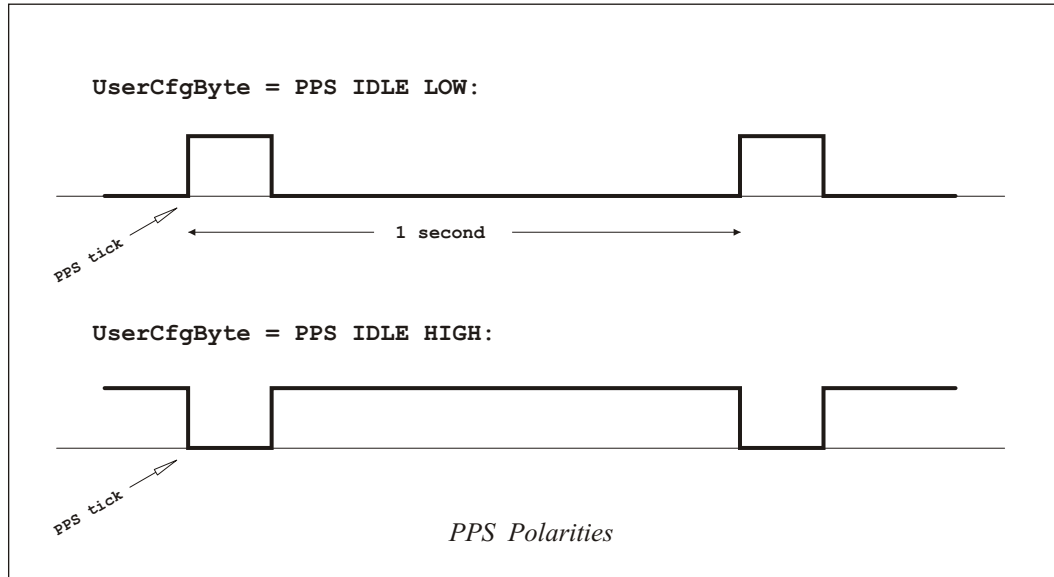 UserCfgByte = PPS IDLE LOW:
PPS tick
1 second
UserCfgByte = PPS IDLE HIGH:
PPS tick
PPS Polarities